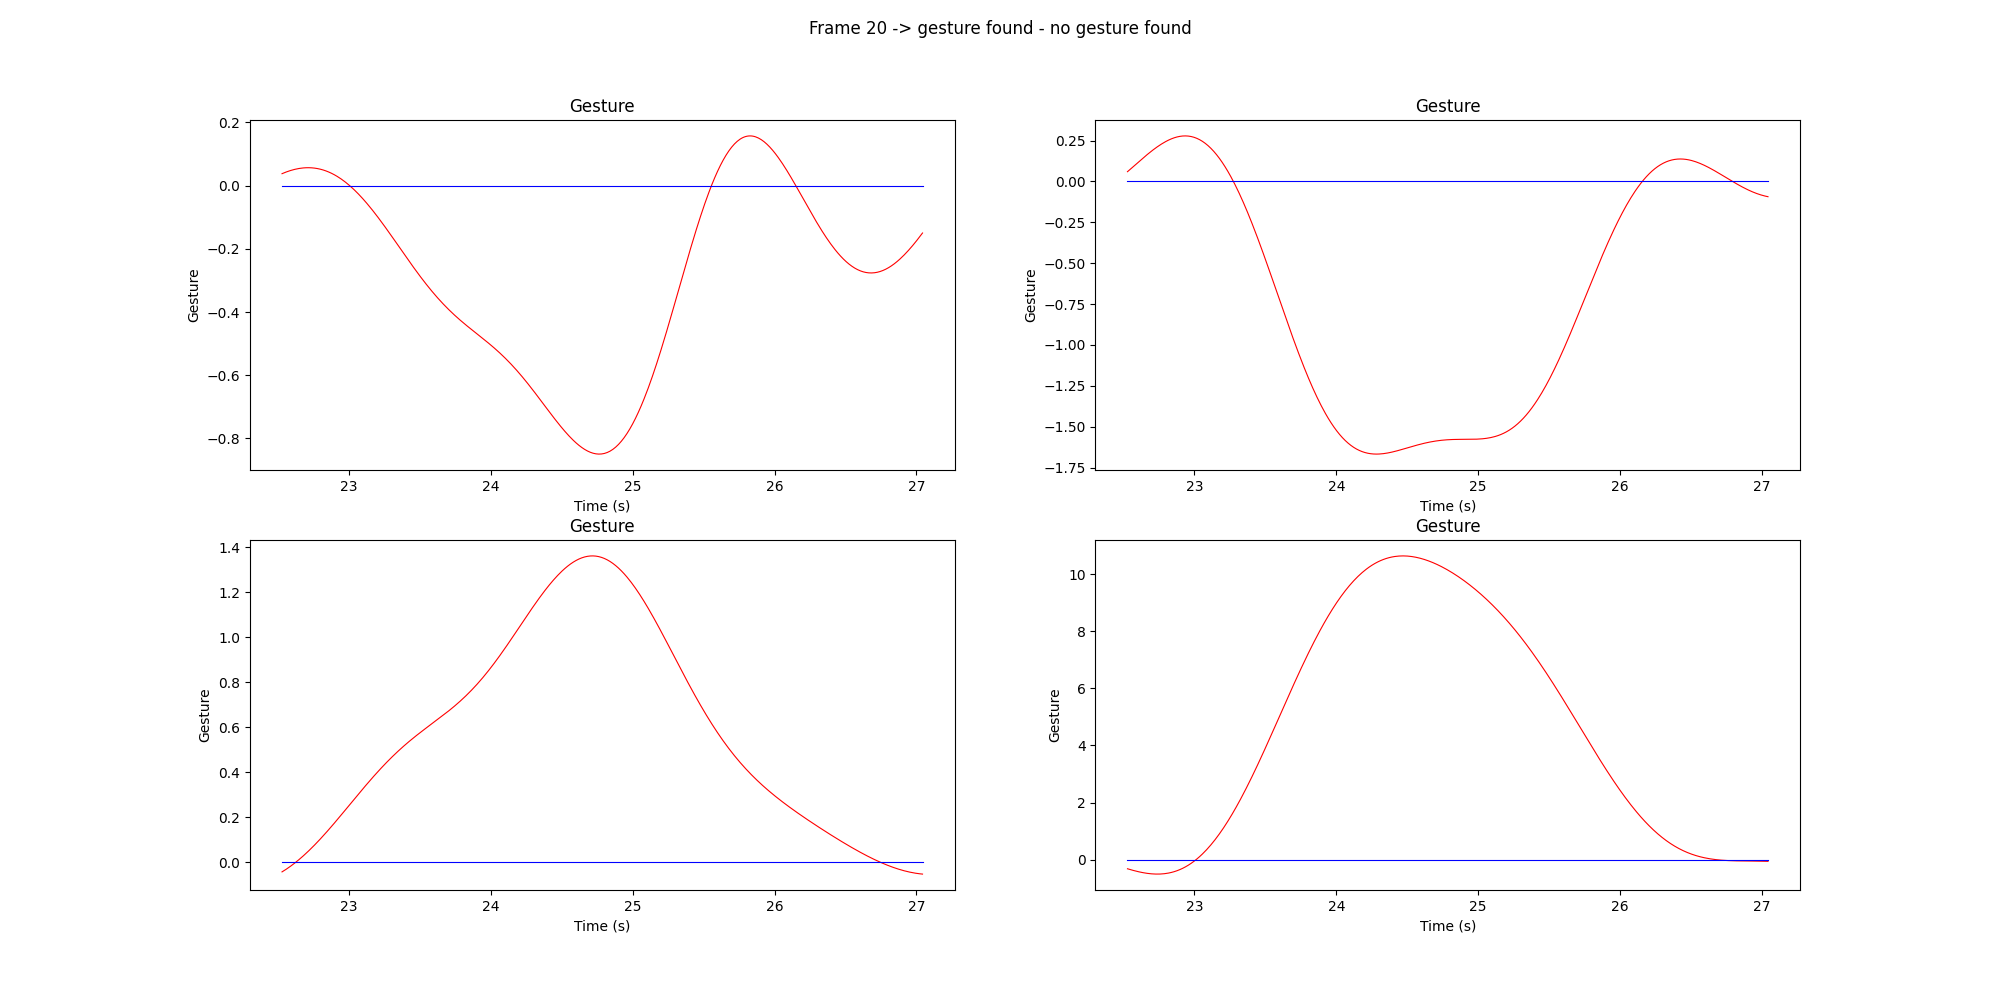 Frame 20 -> gesture found - no gesture found
Gesture
0.2
0.0
−0.2
−0.4
−0.6
−0.8
Gesture
23 24 25 26 27
Time (s)
Gesture
0.25
0.00
−0.25
−0.50
−0.75
−1.00
−1.25
−1.50
−1.75
Gesture
23 24 25 26 27
Time (s)
Gesture
1.4
1.2
1.0
0.8
0.6
0.4
0.2
0.0
Gesture
23 24 25 26 27
Time (s)
Gesture
10
8
6
4
2
0
Gesture
23 24 25 26 27
Time (s)